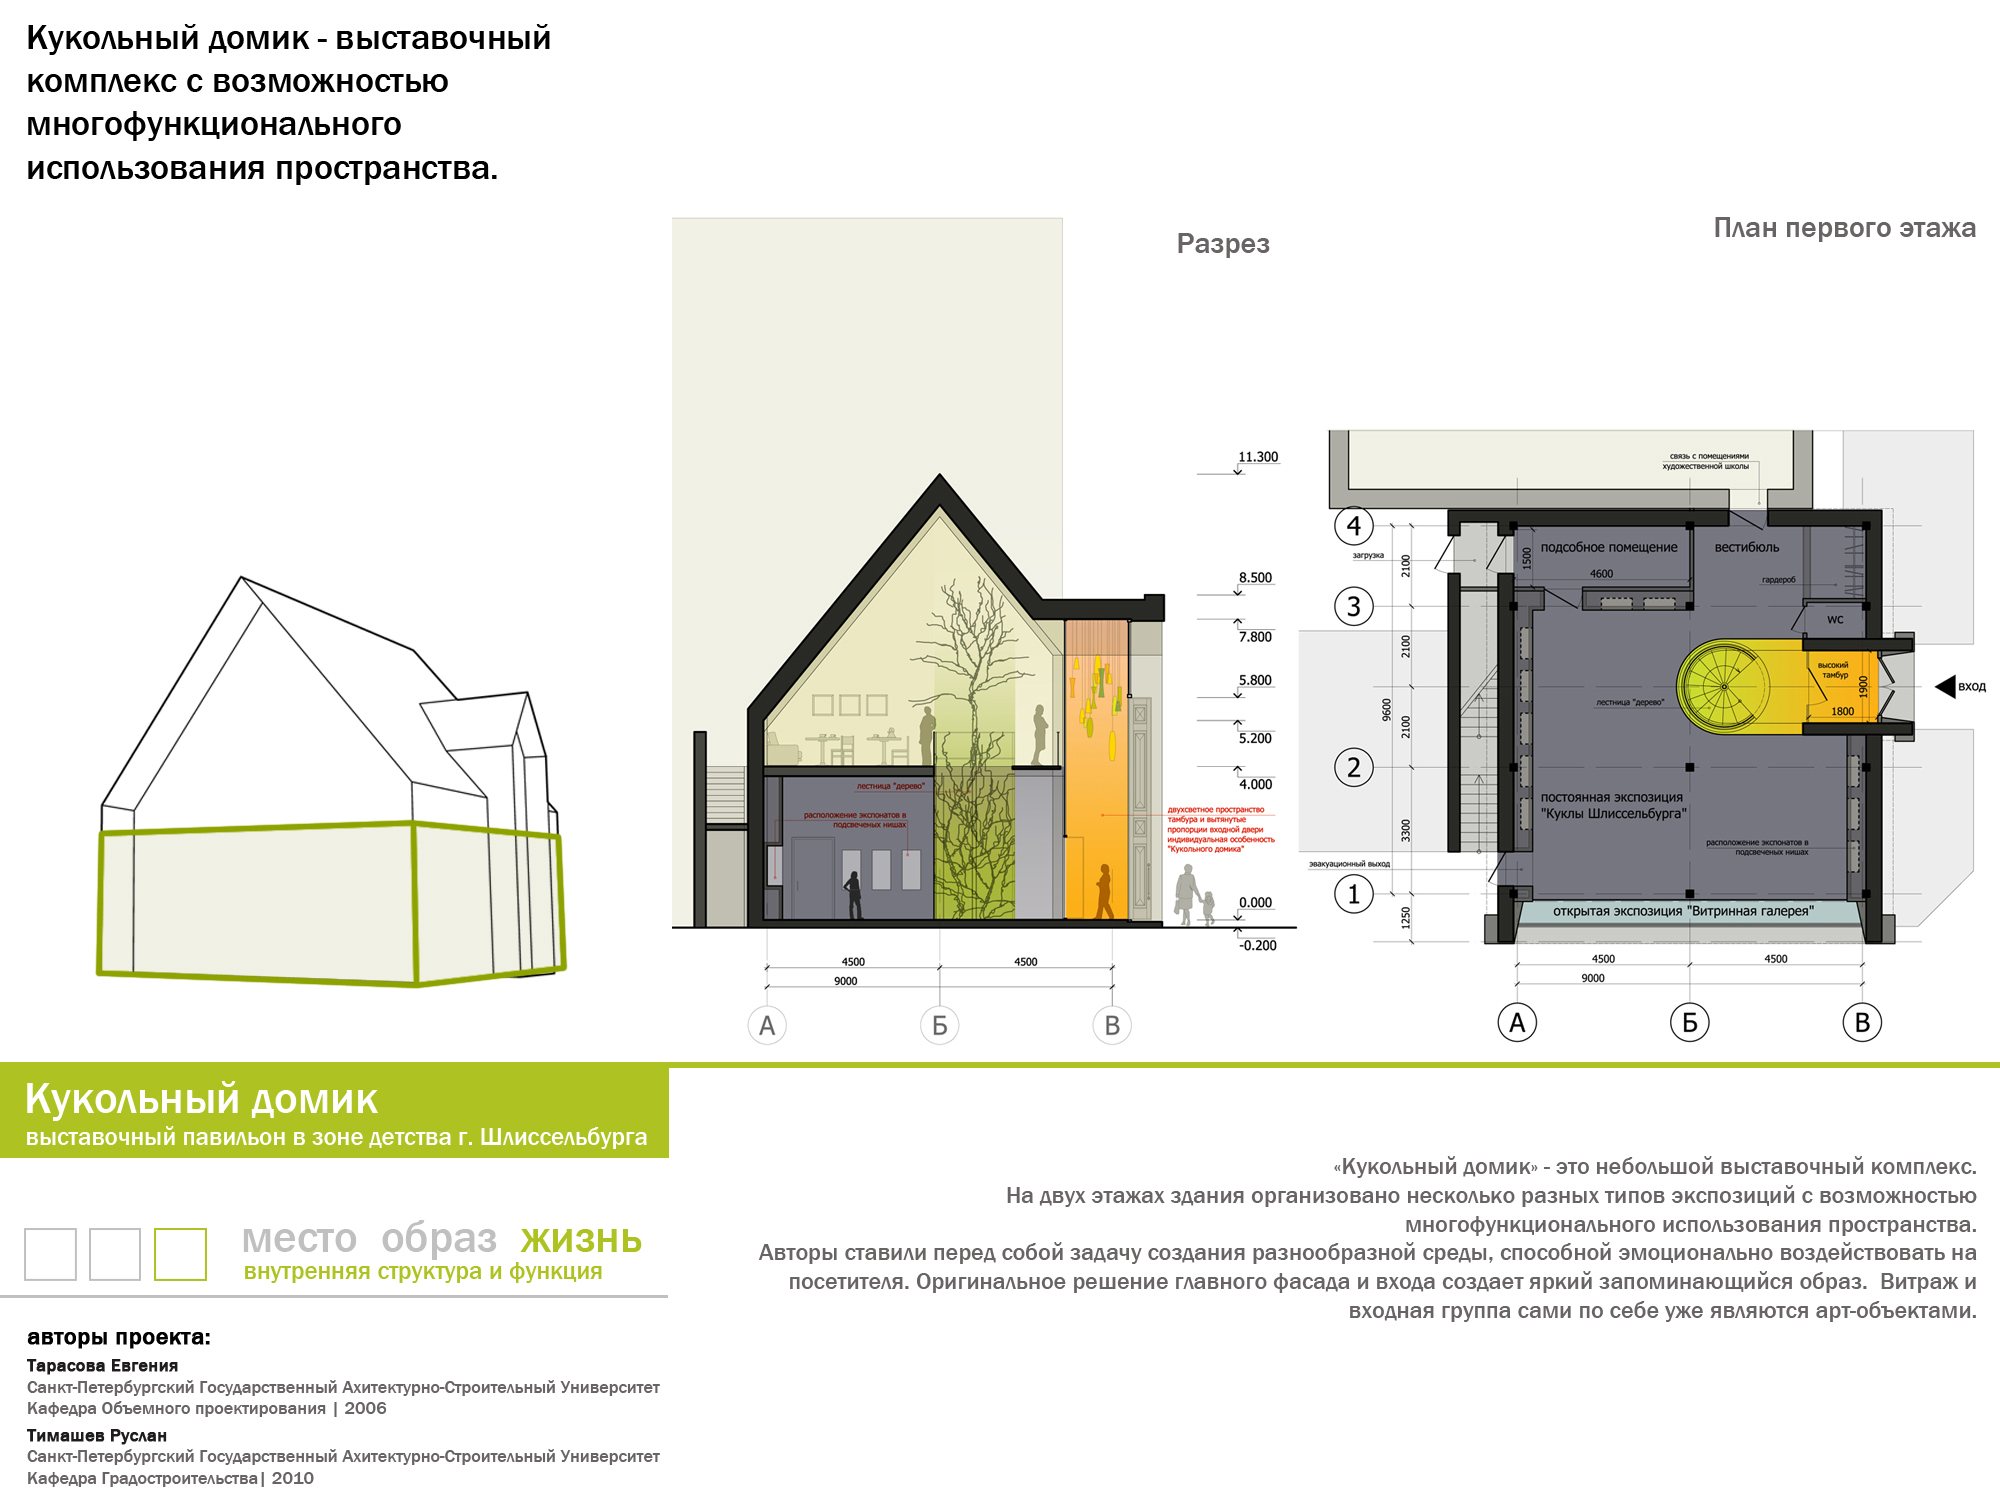 Кукольный домик - выставочный
комплекс с возможностью
многофункционального
использования пространства.
Разрез
11.300
8.500
7.800
5.800
5.200
4.000
0.000
-0.200
лестница "дерево"
расположение экспонатов в
подсвеченых нишах
двухсветное пространство
тамбура и вытянутые
пропорции входной двери
индивидуальная особенность
"Кукольного домика"
4500
4500
9000
А
Б
В
План первого этажа
связь с помещениями
художественной школы
4
3
2
1
загрузка
подсобное помещение
вестибюль
гардероб
1500
4600
2100
2100
2100
3300
1250
9600
WC
высокий
тамбур
1900
1800
вход
лестница "дерево"
постоянная экспозиция
"Куклы Шлиссельбурга"
расположение экспонатов в
подсвеченых нишах
эвакуационный выход
открытая экспозиция "Витринная галерея"
4500
4500
9000
А
Б
В
Кукольный домик
выставочный павильон в зоне детства г. Шлиссельбурга
место образ жизнь
внутренняя структура и функция
авторы проекта:
Тарасова Евгения
Санкт-Петербургский Государственный Ахитектурно-Строительный Университет
Кафедра Объемного проектирования | 2006
Тимашев Руслан
Санкт-Петербургский Государственный Ахитектурно-Строительный Университет
Кафедра Градостроительства| 2010
«Кукольный домик» - это небольшой выставочный комплекс.
На двух этажах здания организовано несколько разных типов экспозиций с возможностью
многофункционального использования пространства.
Авторы ставили перед собой задачу создания разнообразной среды, способной эмоционально воздействовать на
посетителя. Оригинальное решение главного фасада и входа создает яркий запоминающийся образ. Витраж и
входная группа сами по себе уже являются арт-объектами.